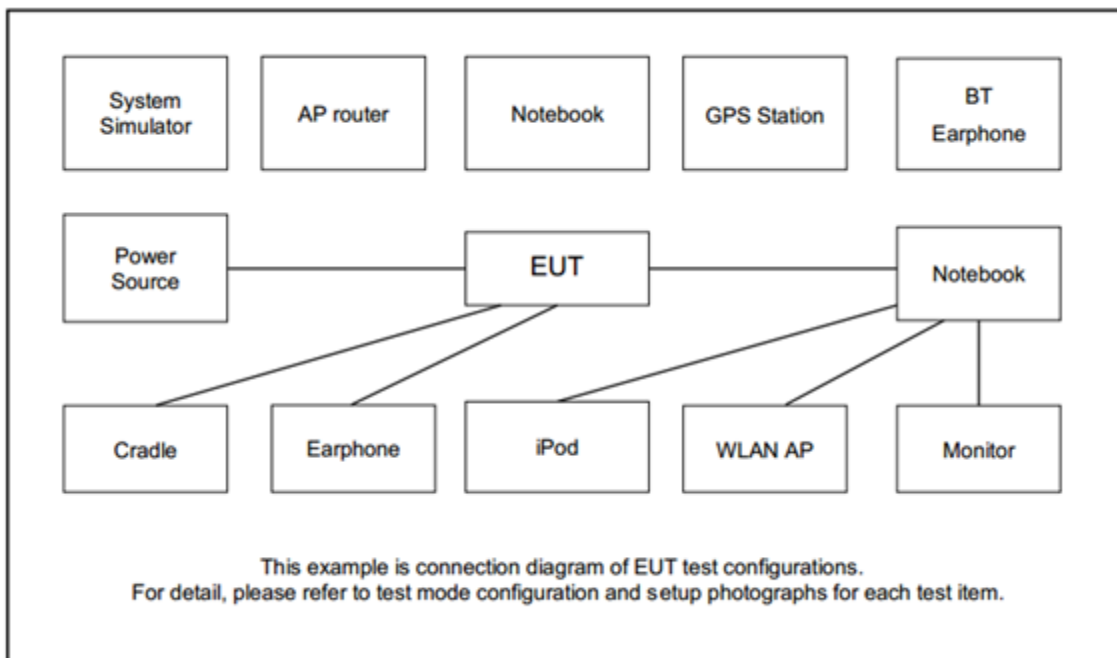 System
Simulator
AP router
Notebook
GPS Station
BT
Earphone
Power
Source
EUT
Notebook
Cradle
Earphone
iPod
WLAN AP
Monitor
This example is connection diagram of EUT test configurations.
For detail, please refer to test mode configuration and setup photographs for each test item.